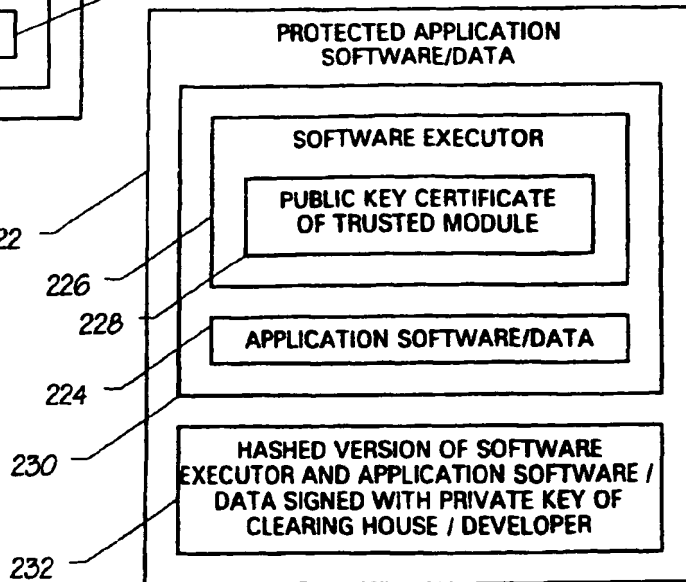 PROTECTED APPLICATION
SOFTWARE/DATA
SOFTWARE EXECUTOR
PUBLIC KEY CERTIFICATE
OF TRUSTED MODULE
22
226
228
APPLICATION SOFTWARE/DATA
224
230
HASHED VERSION OF SOFTWARE
EXECUTOR AND APPLICATION SOFTWARE /
DATA SIGNED WITH PRIVATE KEY OF
CLEARING HOUSE / DEVELOPER
232